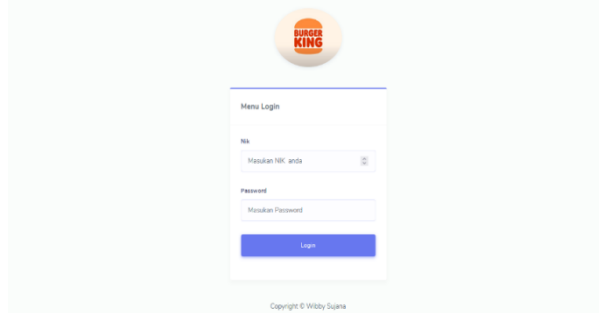 BURGER
KING
Menu Login
Nik
Masukan NIK anda
Password
Masukan Password
Login
Copyright © Wibby Sujana